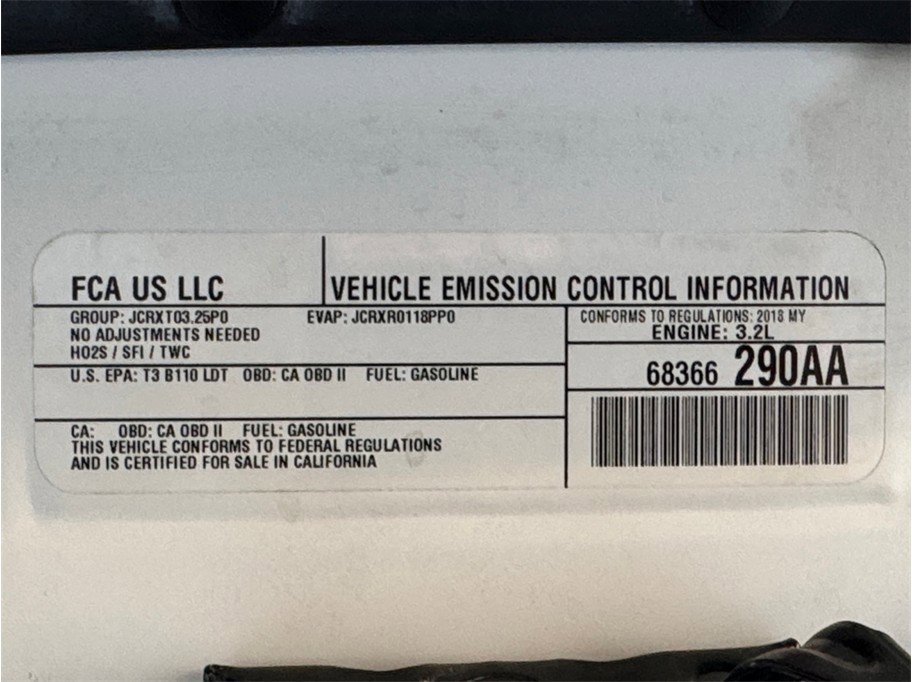 FCA US LLC
VEHICLE EMISSION CONTROL INFORMATION
GROUP: JCRXT03.25P0 EVAP: JCRXR0118PP0
NO ADJUSTMENTS NEEDED
HO2S / SFI / TWC
CONFORMS TO REGULATIONS: 2018 MY
ENGINE: 3.2L
U.S. EPA: T3 B110 LDT OBD: CA OBD II FUEL: GASOLINE
68366 290AA
CA: OBD: CA OBD II FUEL: GASOLINE
THIS VEHICLE CONFORMS TO FEDERAL REGULATIONS
AND IS CERTIFIED FOR SALE IN CALIFORNIA